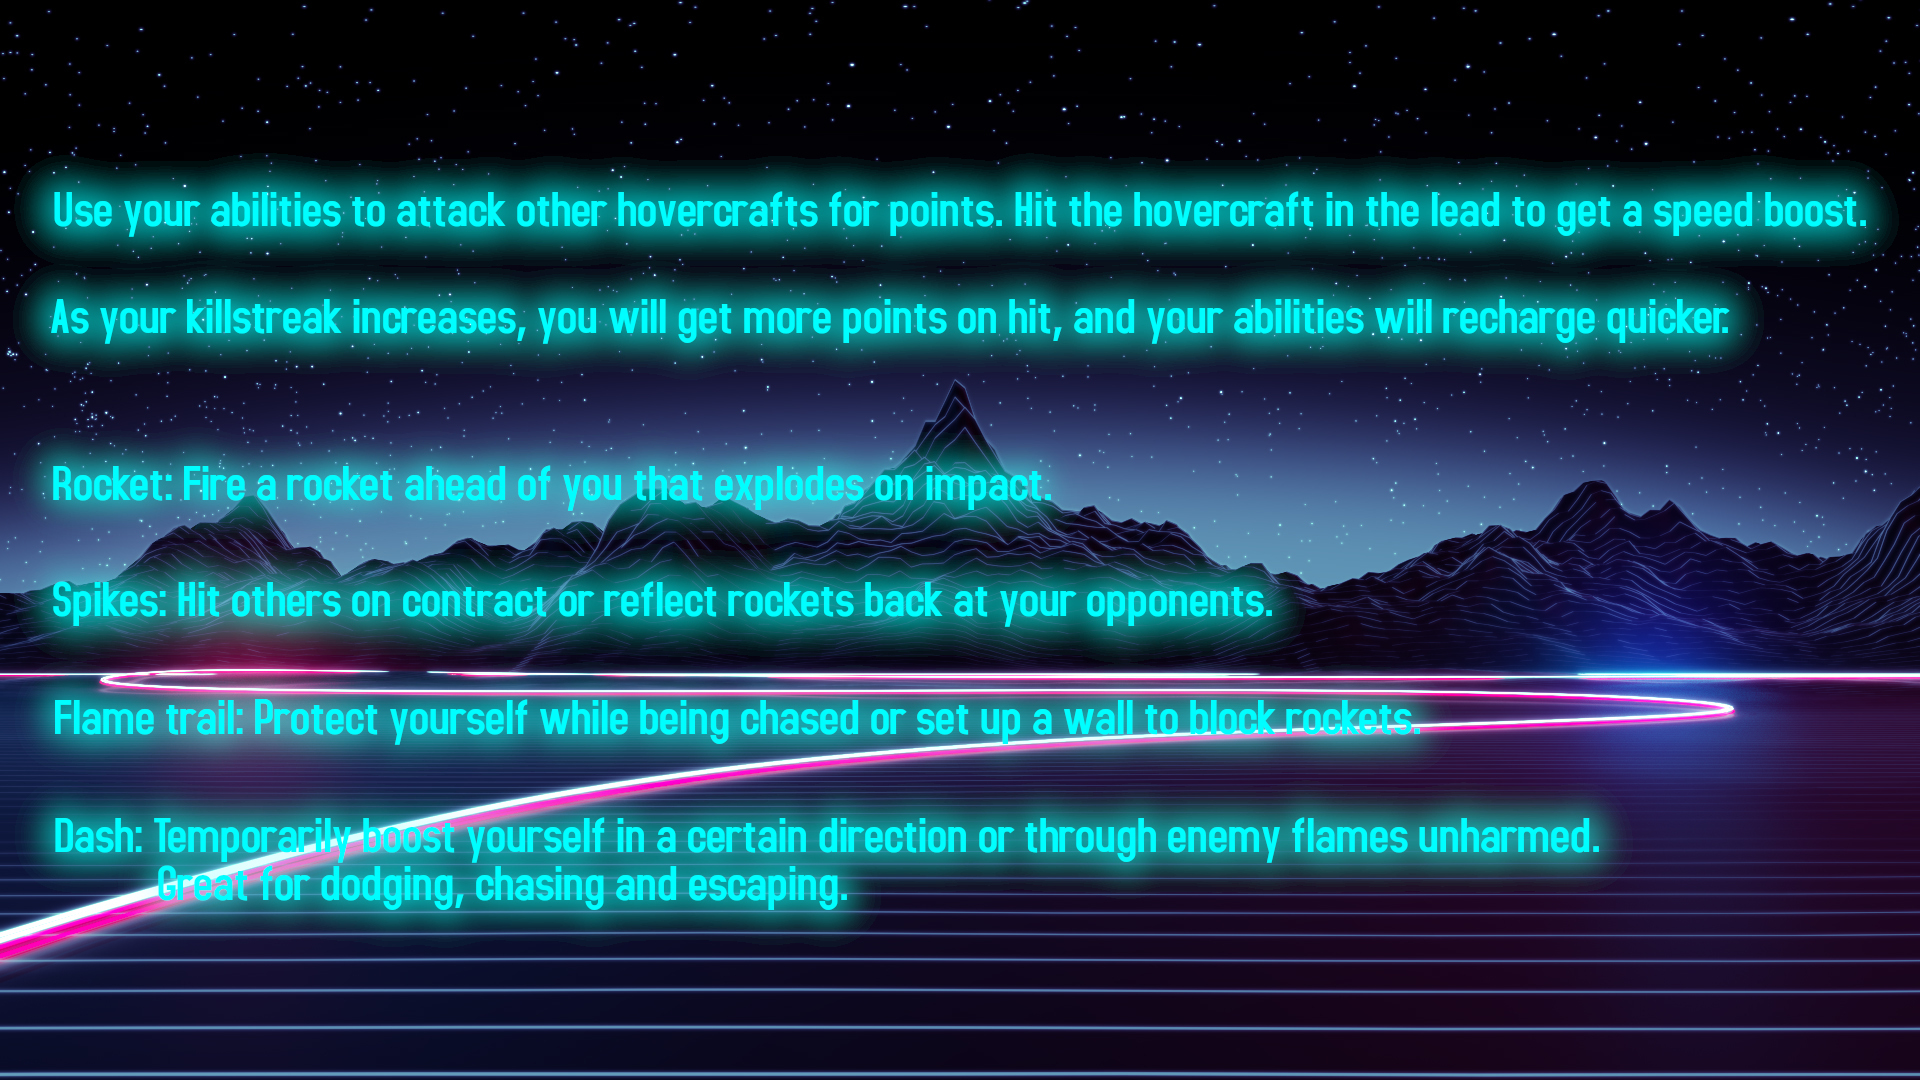 Use your abilities to attack other hovercrafts for points. Hit the hovercraft in the lead to get a speed boost.
As your killstreak increases, you will get more points on hit, and your abilities will recharge quicker.
Rocket: Fire a rocket ahead of you that explodes on impact.
Spikes: Hit others on contract or reflect rockets back at your opponents.
Flame trail: Protect yourself while being chased or set up a wall to block rockets.
Dash: Temporarily boost yourself in a certain direction or through enemy flames unharmed.
Great for dodging, chasing and escaping.